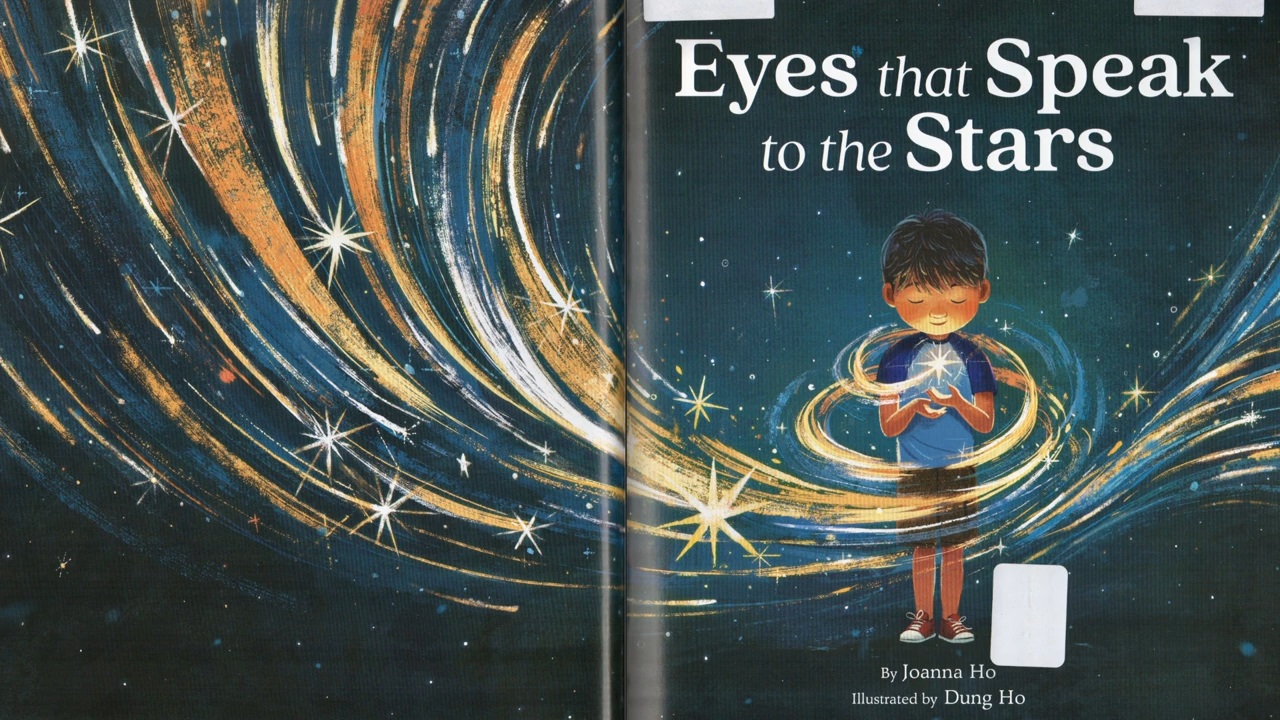 Eyes that Speak
to the Stars
By Joanna Ho
Illustrated by Dung Ho